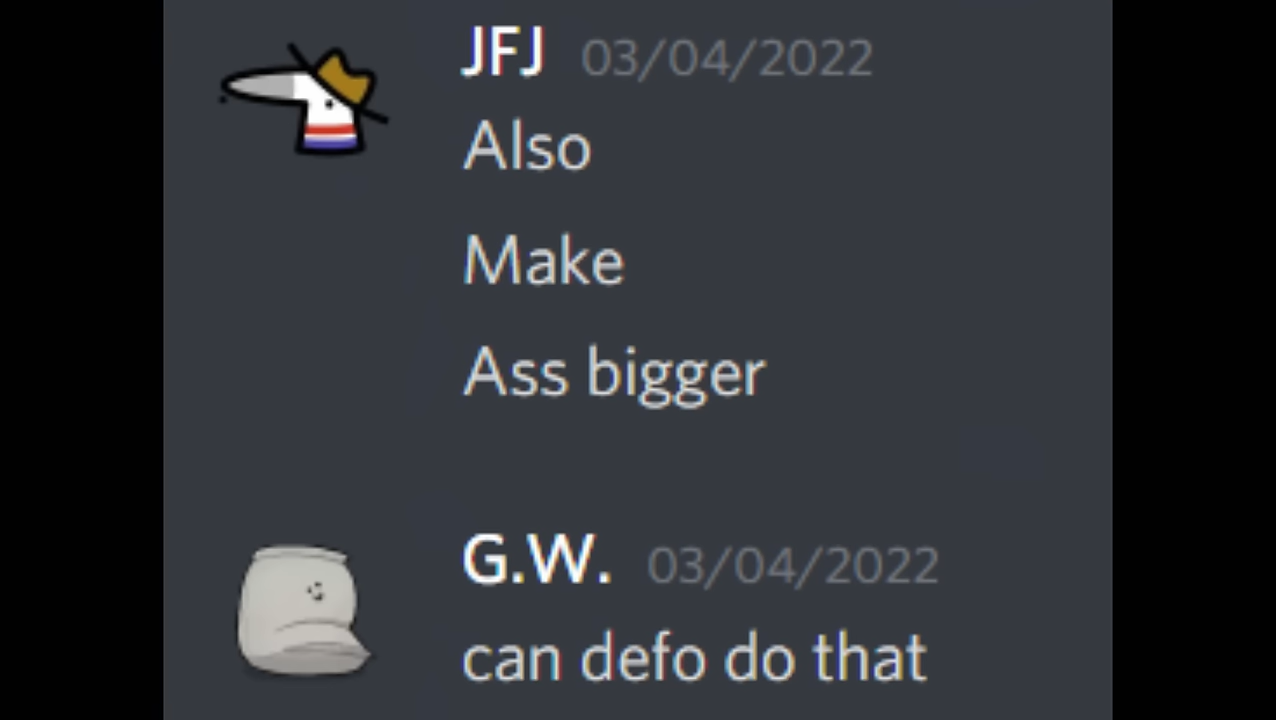 JFJ 03/04/2022
Also
Make
Ass bigger
G.W. 03/04/2022
can defo do that